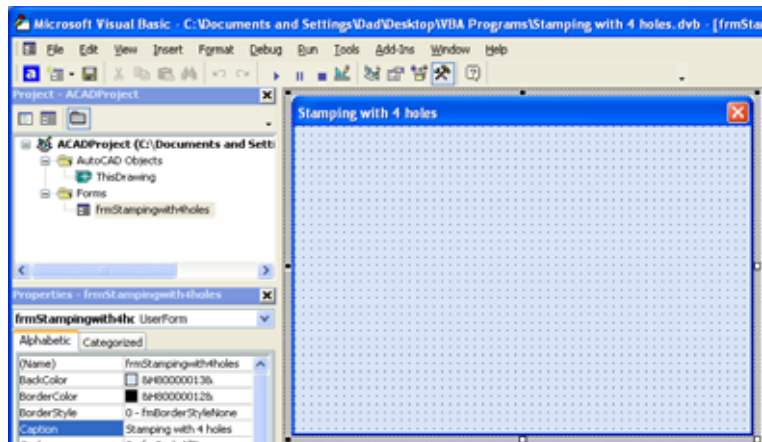 Microsoft Visual Basic - C:\Documents and Settings\Dad\Desktop\VBA Programs\Stamping with 4 holes.dvb - [frmSta
File Edit View Insert Format Debug Run Tools Add-Ins Window Help
Project - ACADProject
ACADProject (C:\Documents and Setti
AutoCAD Objects
ThisDrawing
Forms
frmStampingwith4holes
Properties - frmStampingwith4holes
frmStampingwith4hc UserForm
Alphabetic Categorized
(Name) frmStampingwith4holes
BackColor &H80000013&
BorderColor &H80000012&
BorderStyle 0 - fmBorderStyleNone
Caption Stamping with 4 holes
Stamping with 4 holes